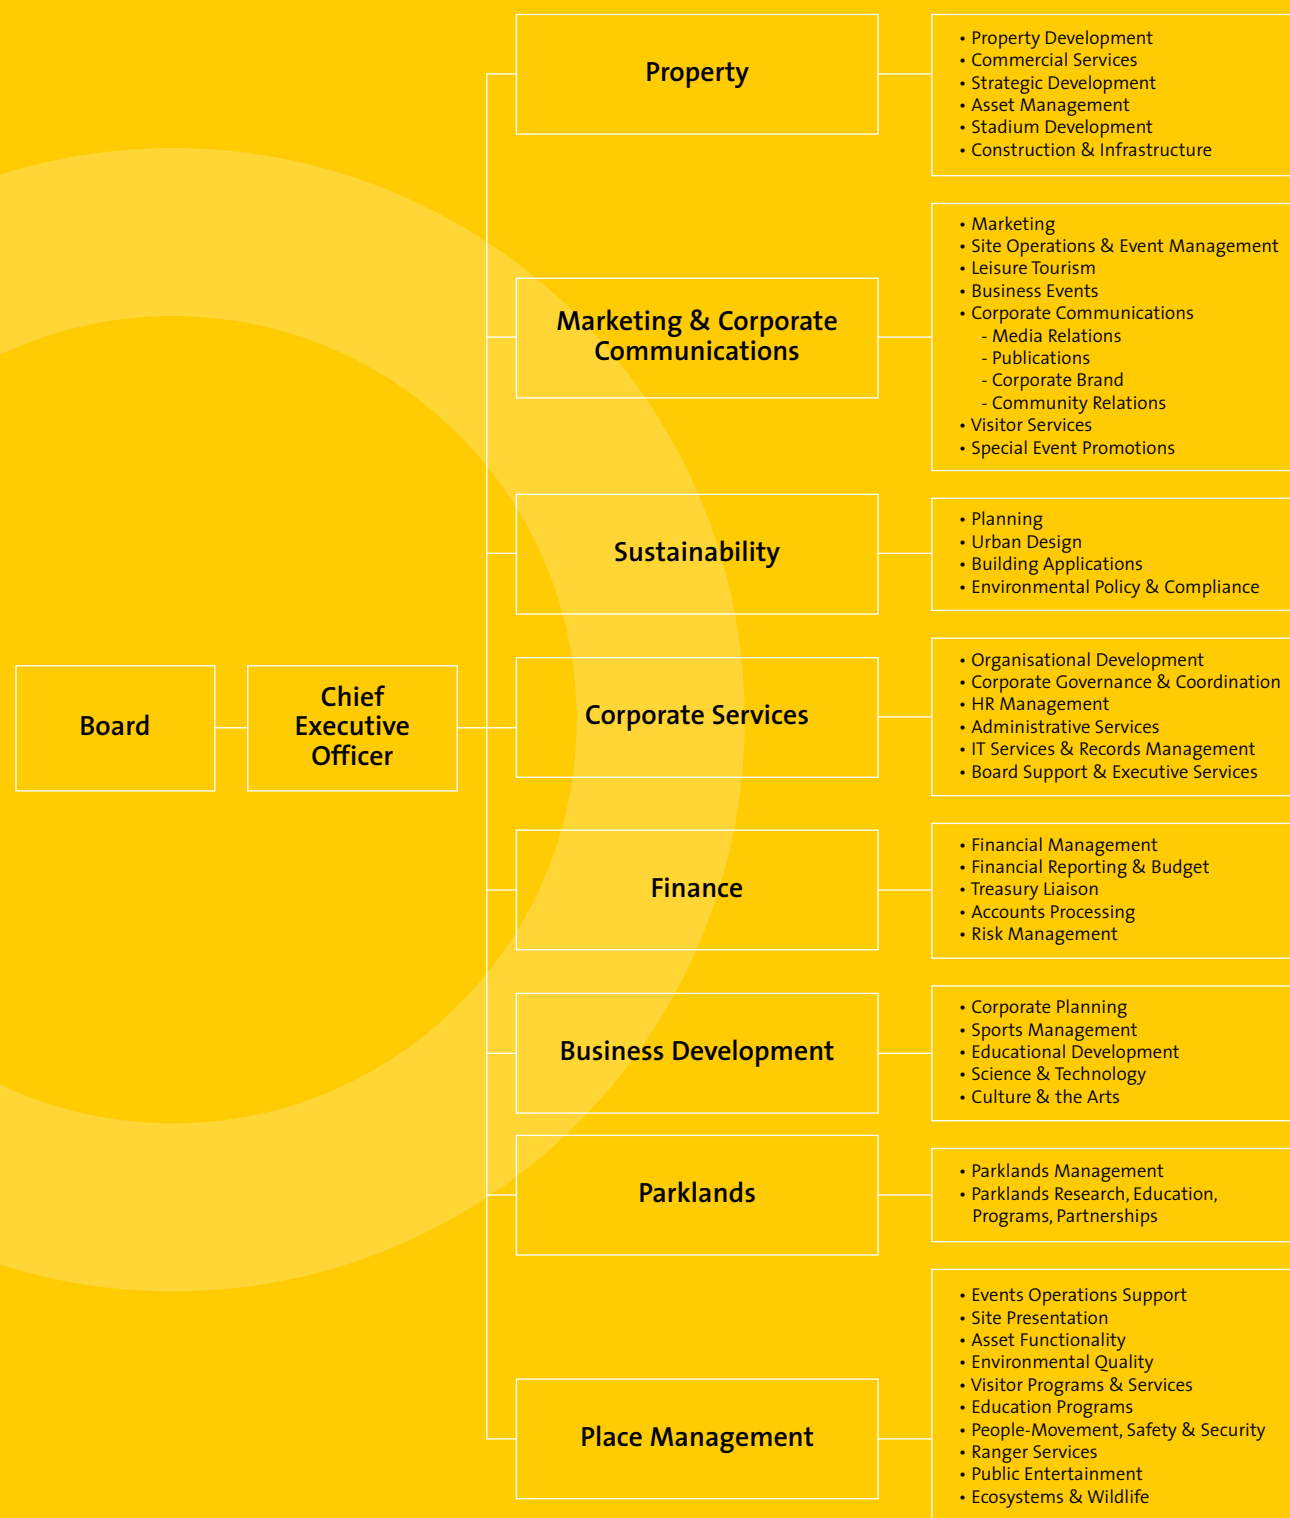 Property
• Property Development
• Commercial Services
• Strategic Development
• Asset Management
• Stadium Development
• Construction & Infrastructure
Marketing & Corporate
Communications
• Marketing
• Site Operations & Event Management
• Leisure Tourism
• Business Events
• Corporate Communications
- Media Relations
- Publications
- Corporate Brand
- Community Relations
• Visitor Services
• Special Event Promotions
Sustainability
• Planning
• Urban Design
• Building Applications
• Environmental Policy & Compliance
Board
Chief
Executive
Officer
Corporate Services
• Organisational Development
• Corporate Governance & Coordination
• HR Management
• Administrative Services
• IT Services & Records Management
• Board Support & Executive Services
Finance
• Financial Management
• Financial Reporting & Budget
• Treasury Liaison
• Accounts Processing
• Risk Management
Business Development
• Corporate Planning
• Sports Management
• Educational Development
• Science & Technology
• Culture & the Arts
Parklands
• Parklands Management
• Parklands Research, Education,
Programs, Partnerships
Place Management
• Events Operations Support
• Site Presentation
• Asset Functionality
• Environmental Quality
• Visitor Programs & Services
• Education Programs
• People-Movement, Safety & Security
• Ranger Services
• Public Entertainment
• Ecosystems & Wildlife